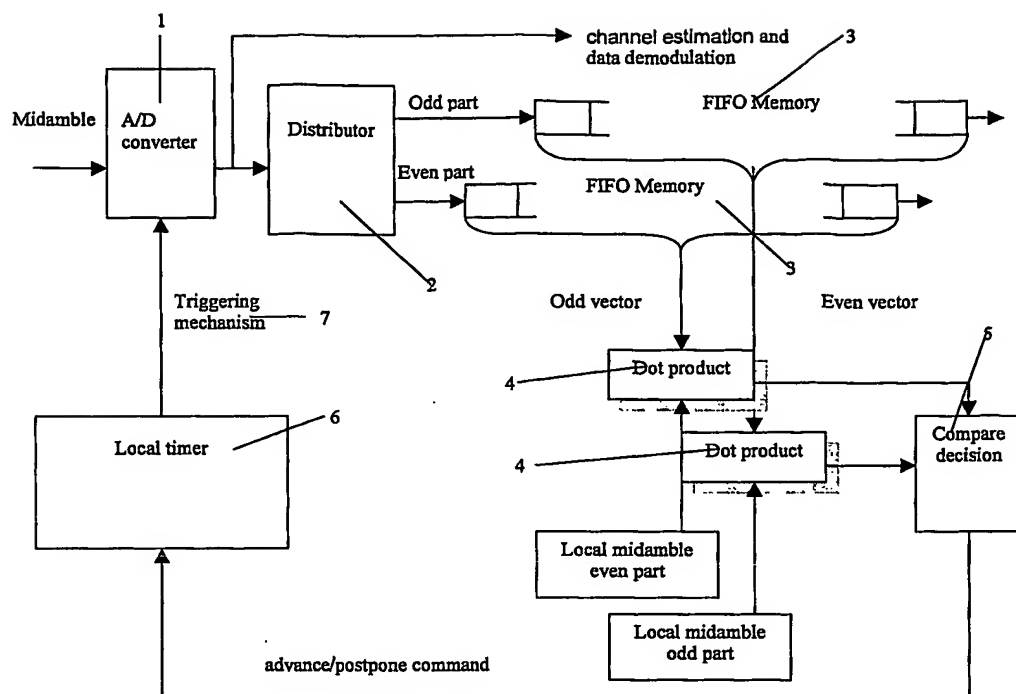 1
channel estimation and
data demodulation
3
Midamble
A/D
converter
Distributor
Odd part
Even part
FIFO Memory
FIFO Memory
2
3
Triggering
mechanism
7
Odd vector
Even vector
5
4
Dot product
6
Local timer
4
Dot product
Compare
decision
Local midamble
even part
Local midamble
odd part
advance/postpone command